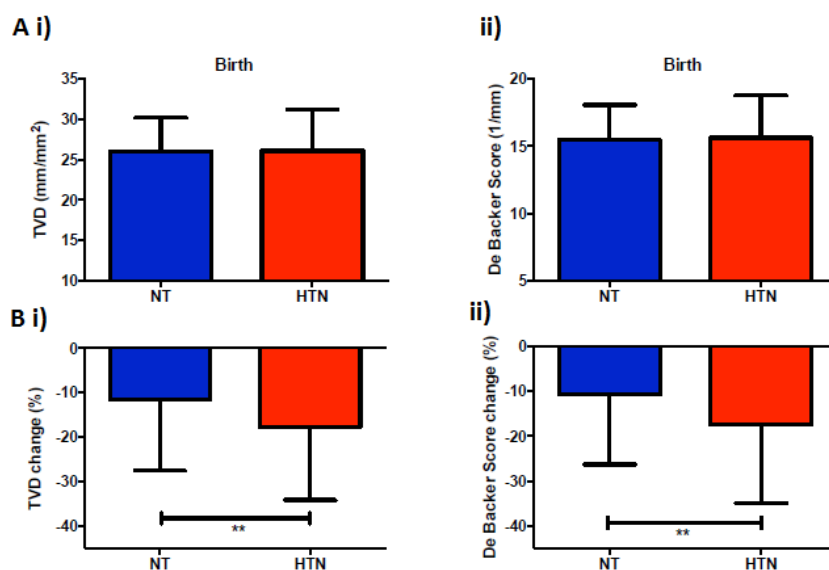 A i)
Birth
TVD (mm/mm²)
35
30
25
20
15
10
NT HTN
ii)
Birth
De Backer Score (1/mm)
20
15
10
5
NT HTN
B i)
TVD change (%)
0
-10
-20
-30
-40
**
NT HTN
ii)
De Backer Score change (%)
0
-10
-20
-30
-40
**
NT HTN